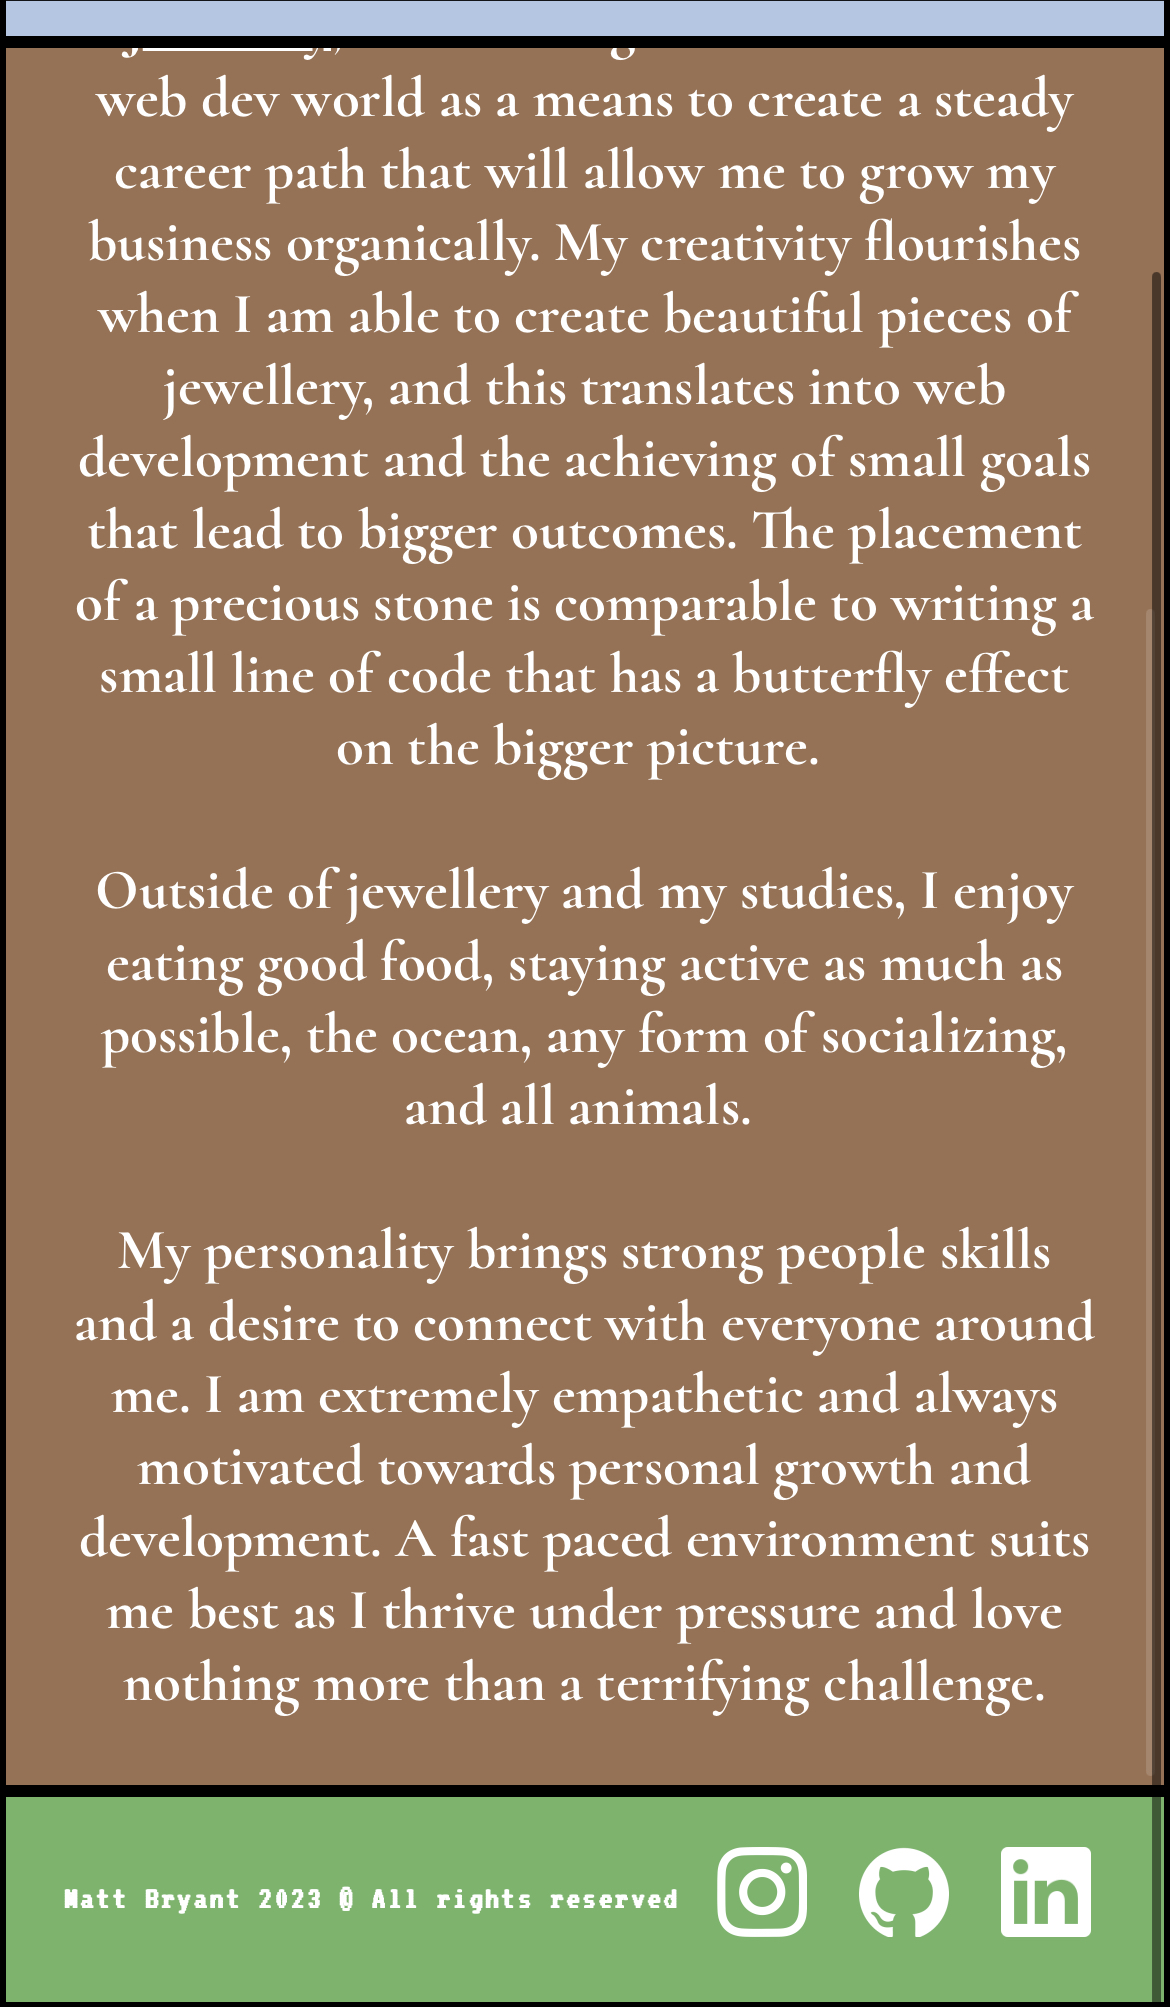 web dev world as a means to create a steady
career path that will allow me to grow my
business organically. My creativity flourishes
when I am able to create beautiful pieces of
jewellery, and this translates into web
development and the achieving of small goals
that lead to bigger outcomes. The placement
of a precious stone is comparable to writing a
small line of code that has a butterfly effect
on the bigger picture.
Outside of jewellery and my studies, I enjoy
eating good food, staying active as much as
possible, the ocean, any form of socializing,
and all animals.
My personality brings strong people skills
and a desire to connect with everyone around
me. I am extremely empathetic and always
motivated towards personal growth and
development. A fast paced environment suits
me best as I thrive under pressure and love
nothing more than a terrifying challenge.
Matt Bryant 2023 © All rights reserved
in